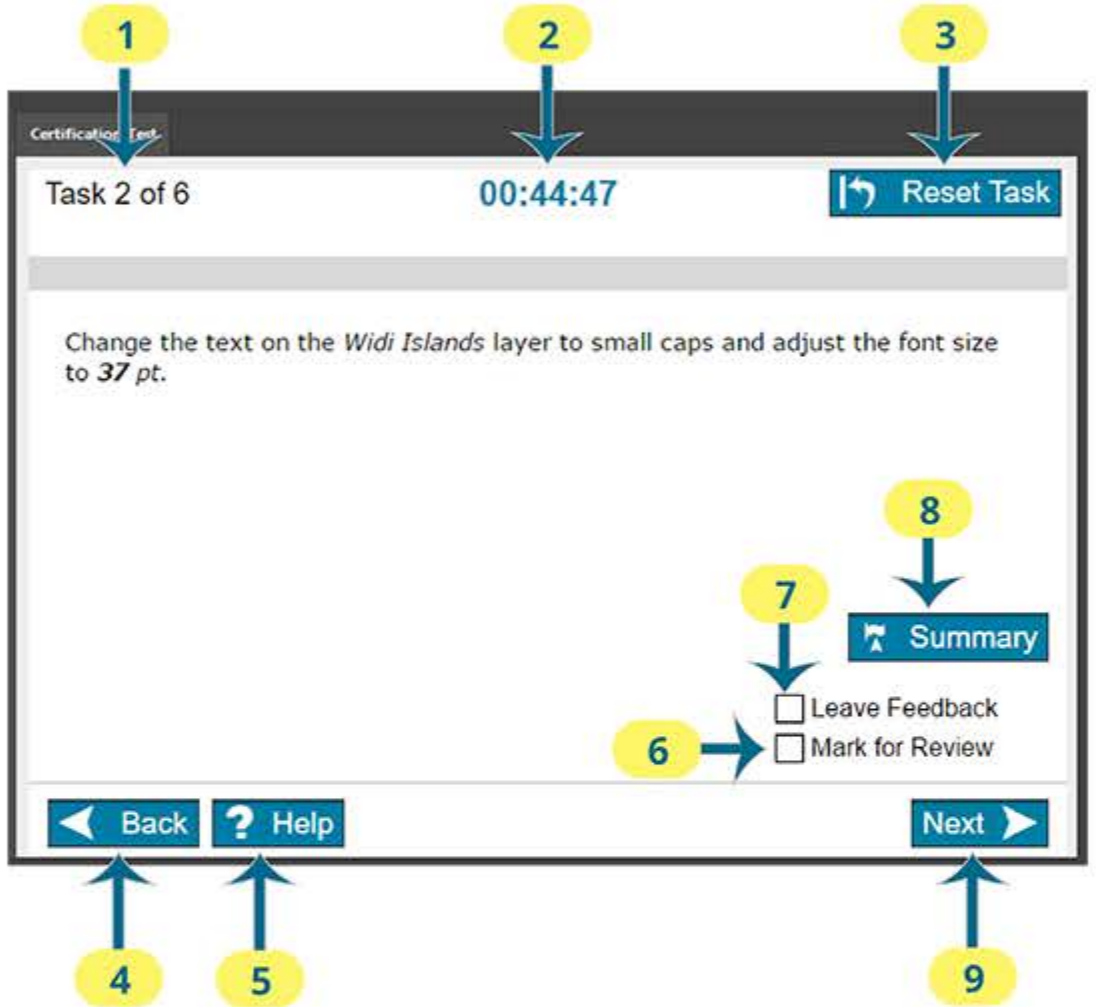 1
2
3
Certification Test
Task 2 of 6
00:44:47
Reset Task
Change the text on the Widi Islands layer to small caps and adjust the font size
to 37 pt.
8
7
Summary
Leave Feedback
6
Mark for Review
Back
? Help
Next
4
5
9